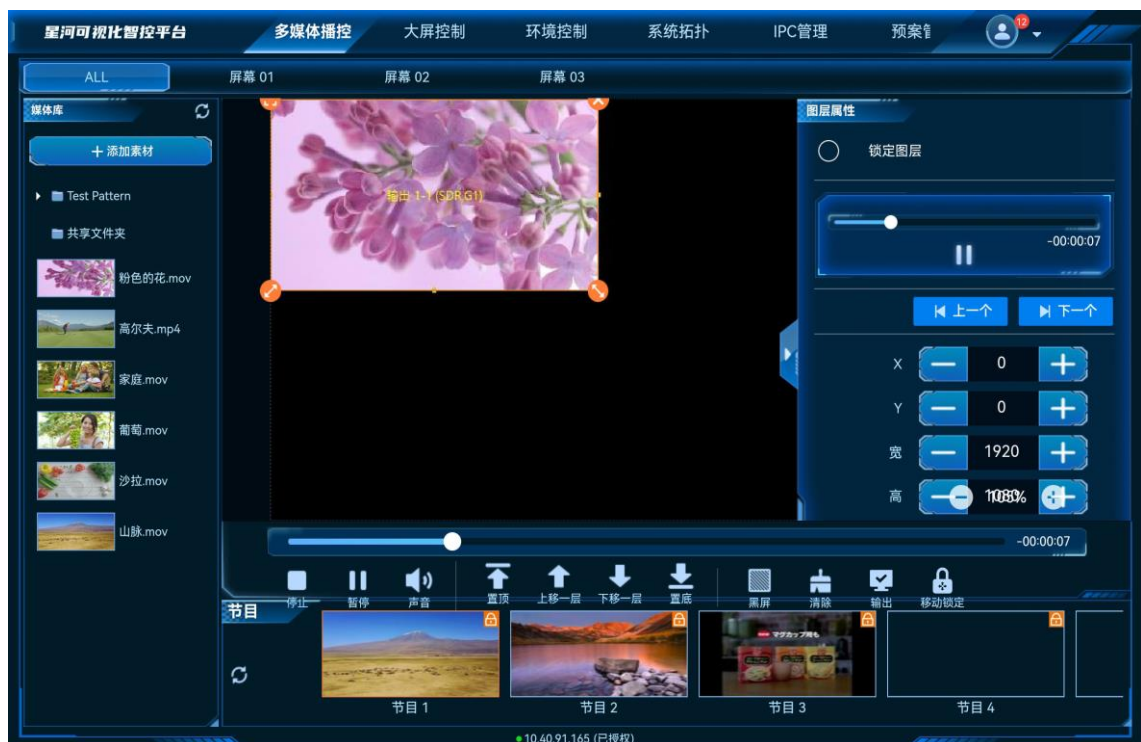 星河可视化智控平台
多媒体播控
大屏控制
环境控制
系统拓扑
IPC管理
预案
12
ALL
屏幕 01
屏幕 02
屏幕 03
媒体库
+ 添加素材
Test Pattern
共享文件夹
粉色的花.mov
高尔夫.mp4
家庭.mov
葡萄.mov
沙拉.mov
山脉.mov
输出 1-1 (SDR,G1)
图层属性
锁定图层
-00:00:07
上一个
下一个
X
0
Y
0
宽
1920
高
-00:00:07
停止
暂停
声音
置顶
上移一层
下移一层
置底
黑屏
清除
输出
移动锁定
节目
节目 1
节目 2
节目 3
节目 4
10.40.91.165 (已授权)